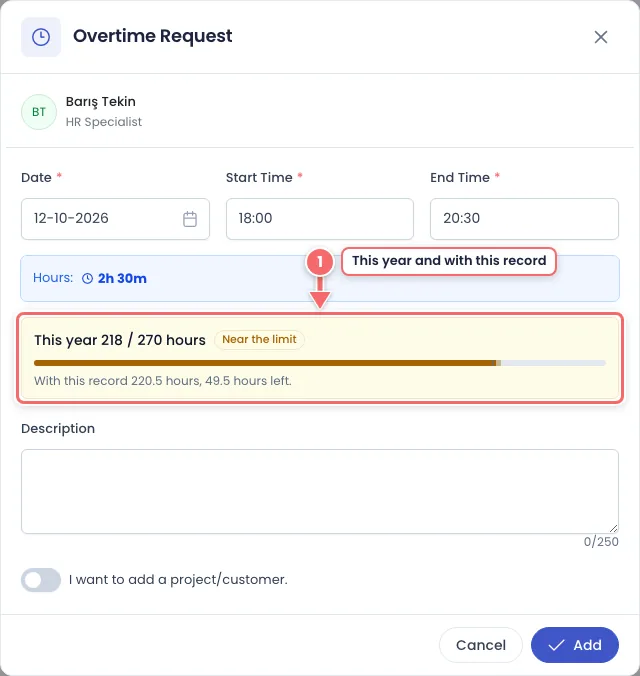 Overtime Request
BT
Barış Tekin
HR Specialist
Date *
Start Time *
End Time *
12-10-2026
18:00
20:30
1
This year and with this record
Hours: 2h 30m
This year 218 / 270 hours
Near the limit
With this record 220.5 hours, 49.5 hours left.
Description
0/250
I want to add a project/customer.
Cancel
Add